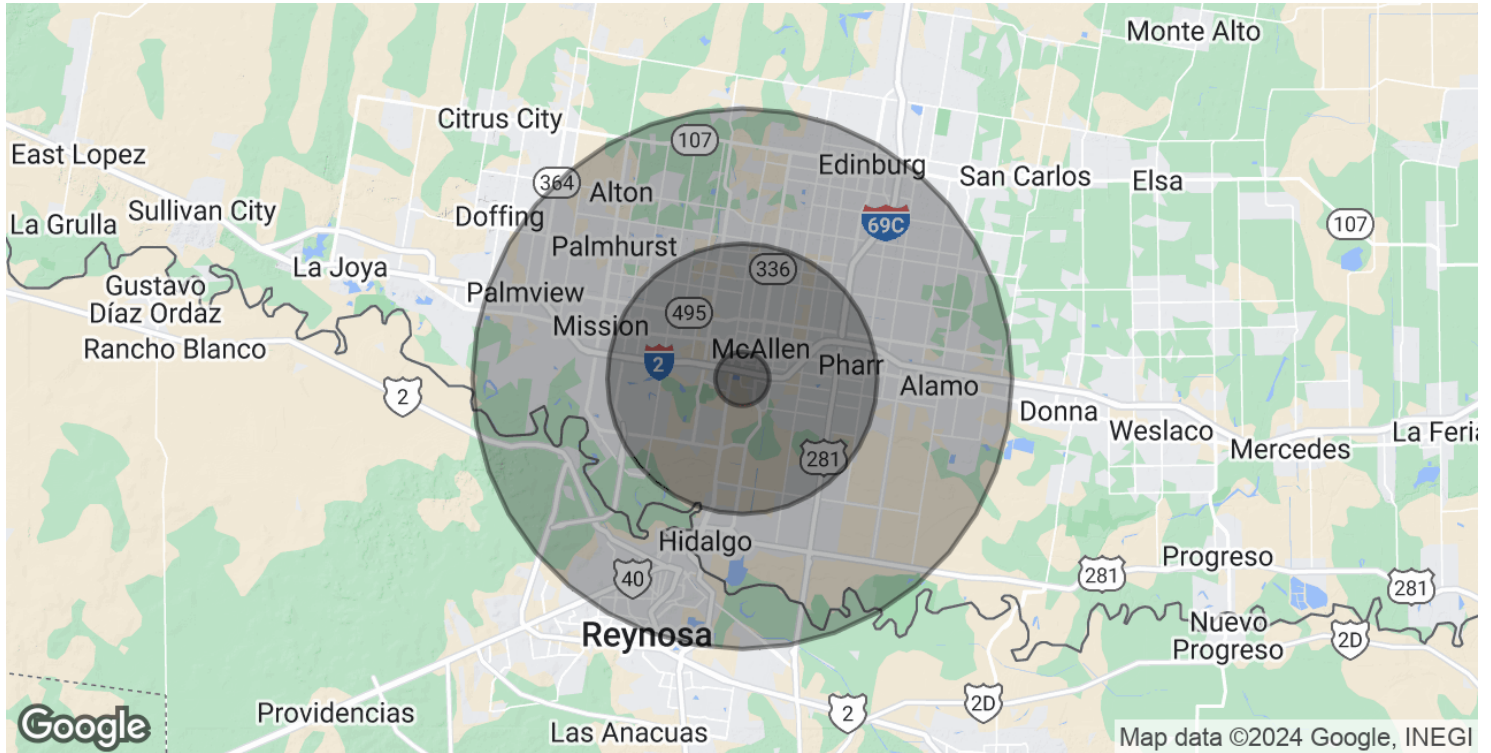 Monte Alto
Citrus City
107
East Lopez
Edinburg
San Carlos
Elsa
364
Alton
La Grulla
Sullivan City
Doffing
69C
107
Palmhurst
La Joya
336
Gustavo
Díaz Ordaz
Palmview
495
Mission
Rancho Blanco
McAllen
2
Pharr
Alamo
2
Donna
Weslaco
La Feria
Mercedes
281
Hidalgo
Progreso
40
281
281
Reynosa
Nuevo
Progreso
2D
2D
Providencias
2
Las Anacuas
Google
Map data ©2024 Google, INEGI